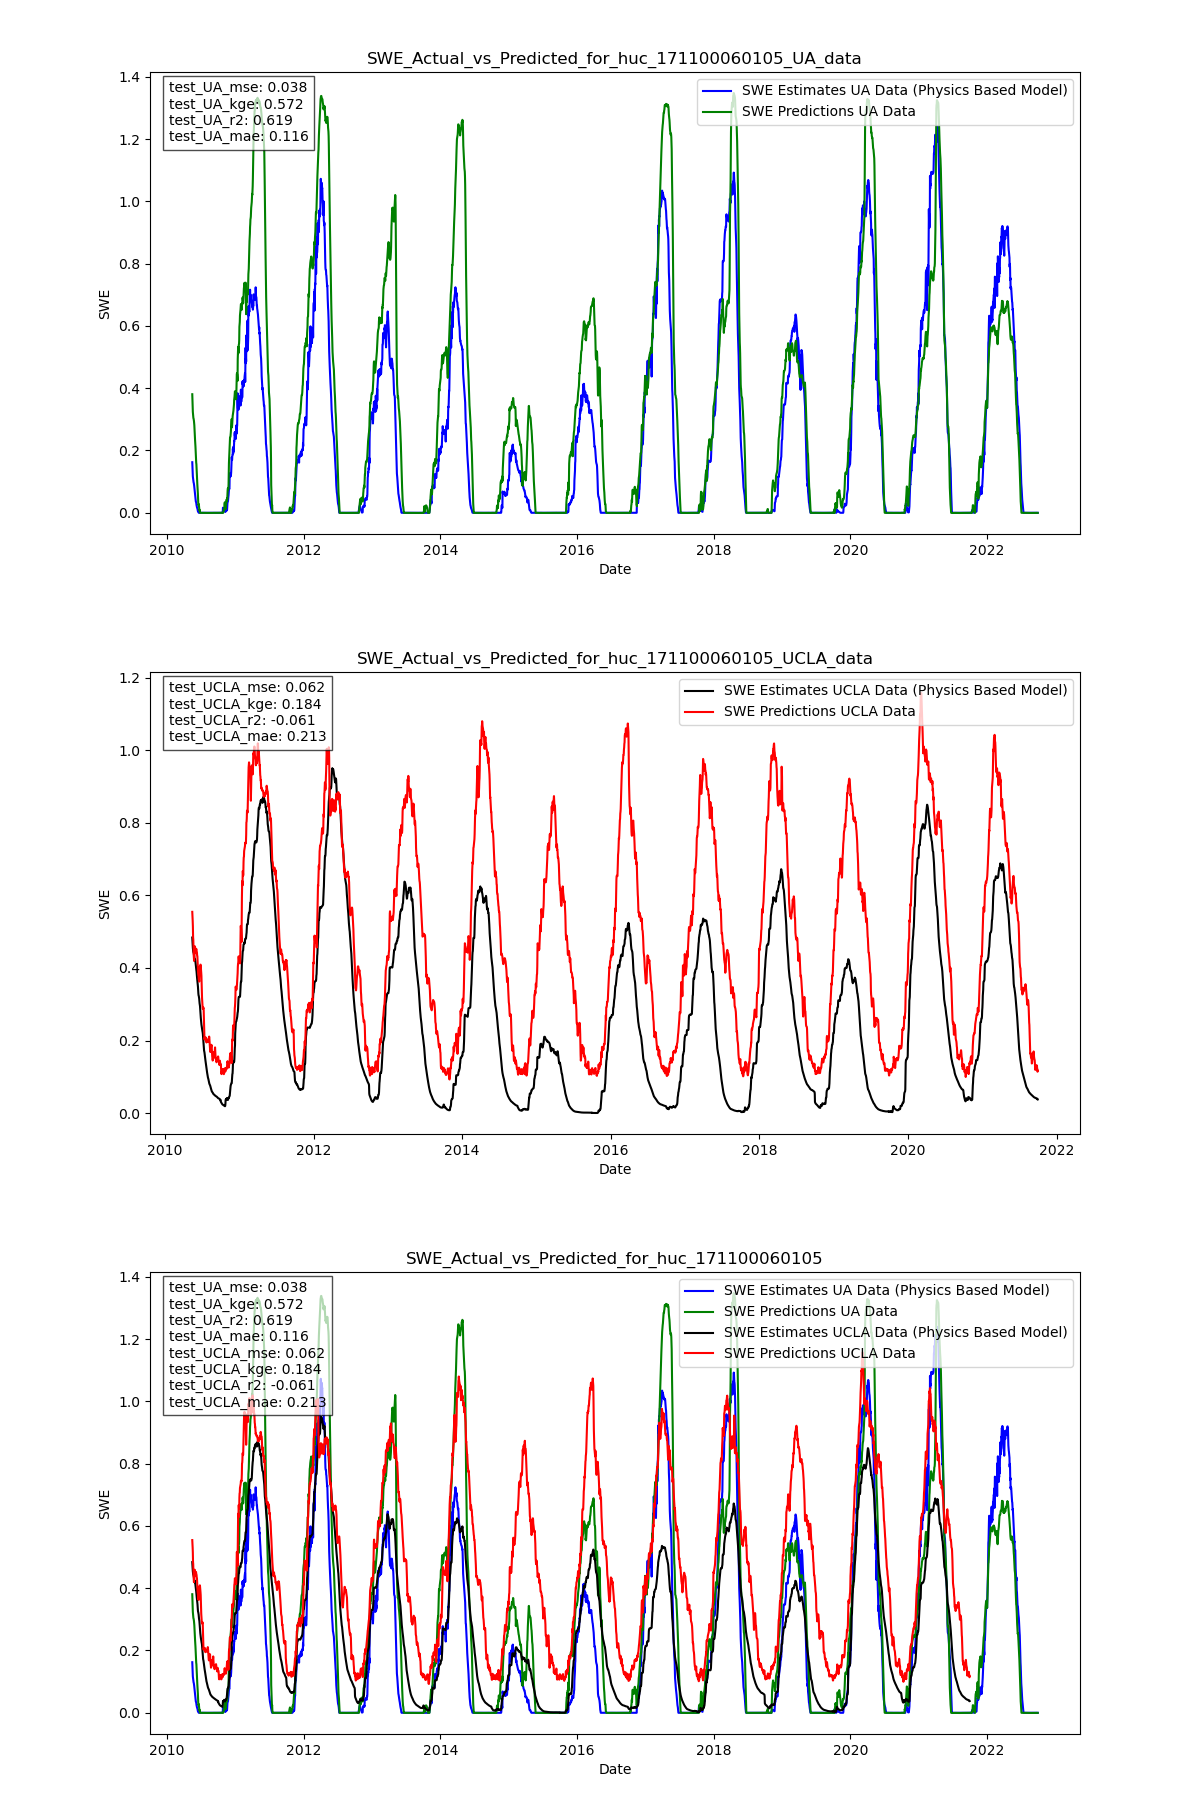 SWE_Actual_vs_Predicted_for_huc_171100060105_UA_data
test_UA_mse: 0.038
test_UA_kge: 0.572
test_UA_r2: 0.619
test_UA_mae: 0.116
SWE Estimates UA Data (Physics Based Model)
SWE Predictions UA Data
1.4
1.2
1.0
0.8
0.6
0.4
0.2
0.0
SWE
2010 2012 2014 2016 2018 2020 2022
Date
SWE_Actual_vs_Predicted_for_huc_171100060105_UCLA_data
test_UCLA_mse: 0.062
test_UCLA_kge: 0.184
test_UCLA_r2: -0.061
test_UCLA_mae: 0.213
SWE Estimates UCLA Data (Physics Based Model)
SWE Predictions UCLA Data
1.2
1.0
0.8
0.6
0.4
0.2
0.0
SWE
2010 2012 2014 2016 2018 2020 2022
Date
SWE_Actual_vs_Predicted_for_huc_171100060105
test_UA_mse: 0.038
test_UA_kge: 0.572
test_UA_r2: 0.619
test_UA_mae: 0.116
test_UCLA_mse: 0.062
test_UCLA_kge: 0.184
test_UCLA_r2: -0.061
test_UCLA_mae: 0.213
SWE Estimates UA Data (Physics Based Model)
SWE Predictions UA Data
SWE Estimates UCLA Data (Physics Based Model)
SWE Predictions UCLA Data
1.4
1.2
1.0
0.8
0.6
0.4
0.2
0.0
SWE
2010 2012 2014 2016 2018 2020 2022
Date